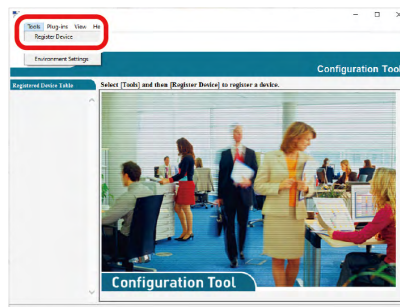 Tools Plug-ins View He
Register Device
Environment Settings
Configuration Tool
Registered Device Table
Select [Tools] and then [Register Device] to register a device.
Configuration Tool